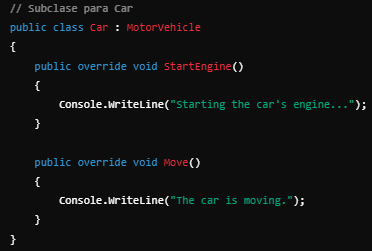 // Subclase para Car
public class Car : MotorVehicle
{
    public override void StartEngine()
    {
        Console.WriteLine("Starting the car's engine...");
    }

    public override void Move()
    {
        Console.WriteLine("The car is moving.");
    }
}